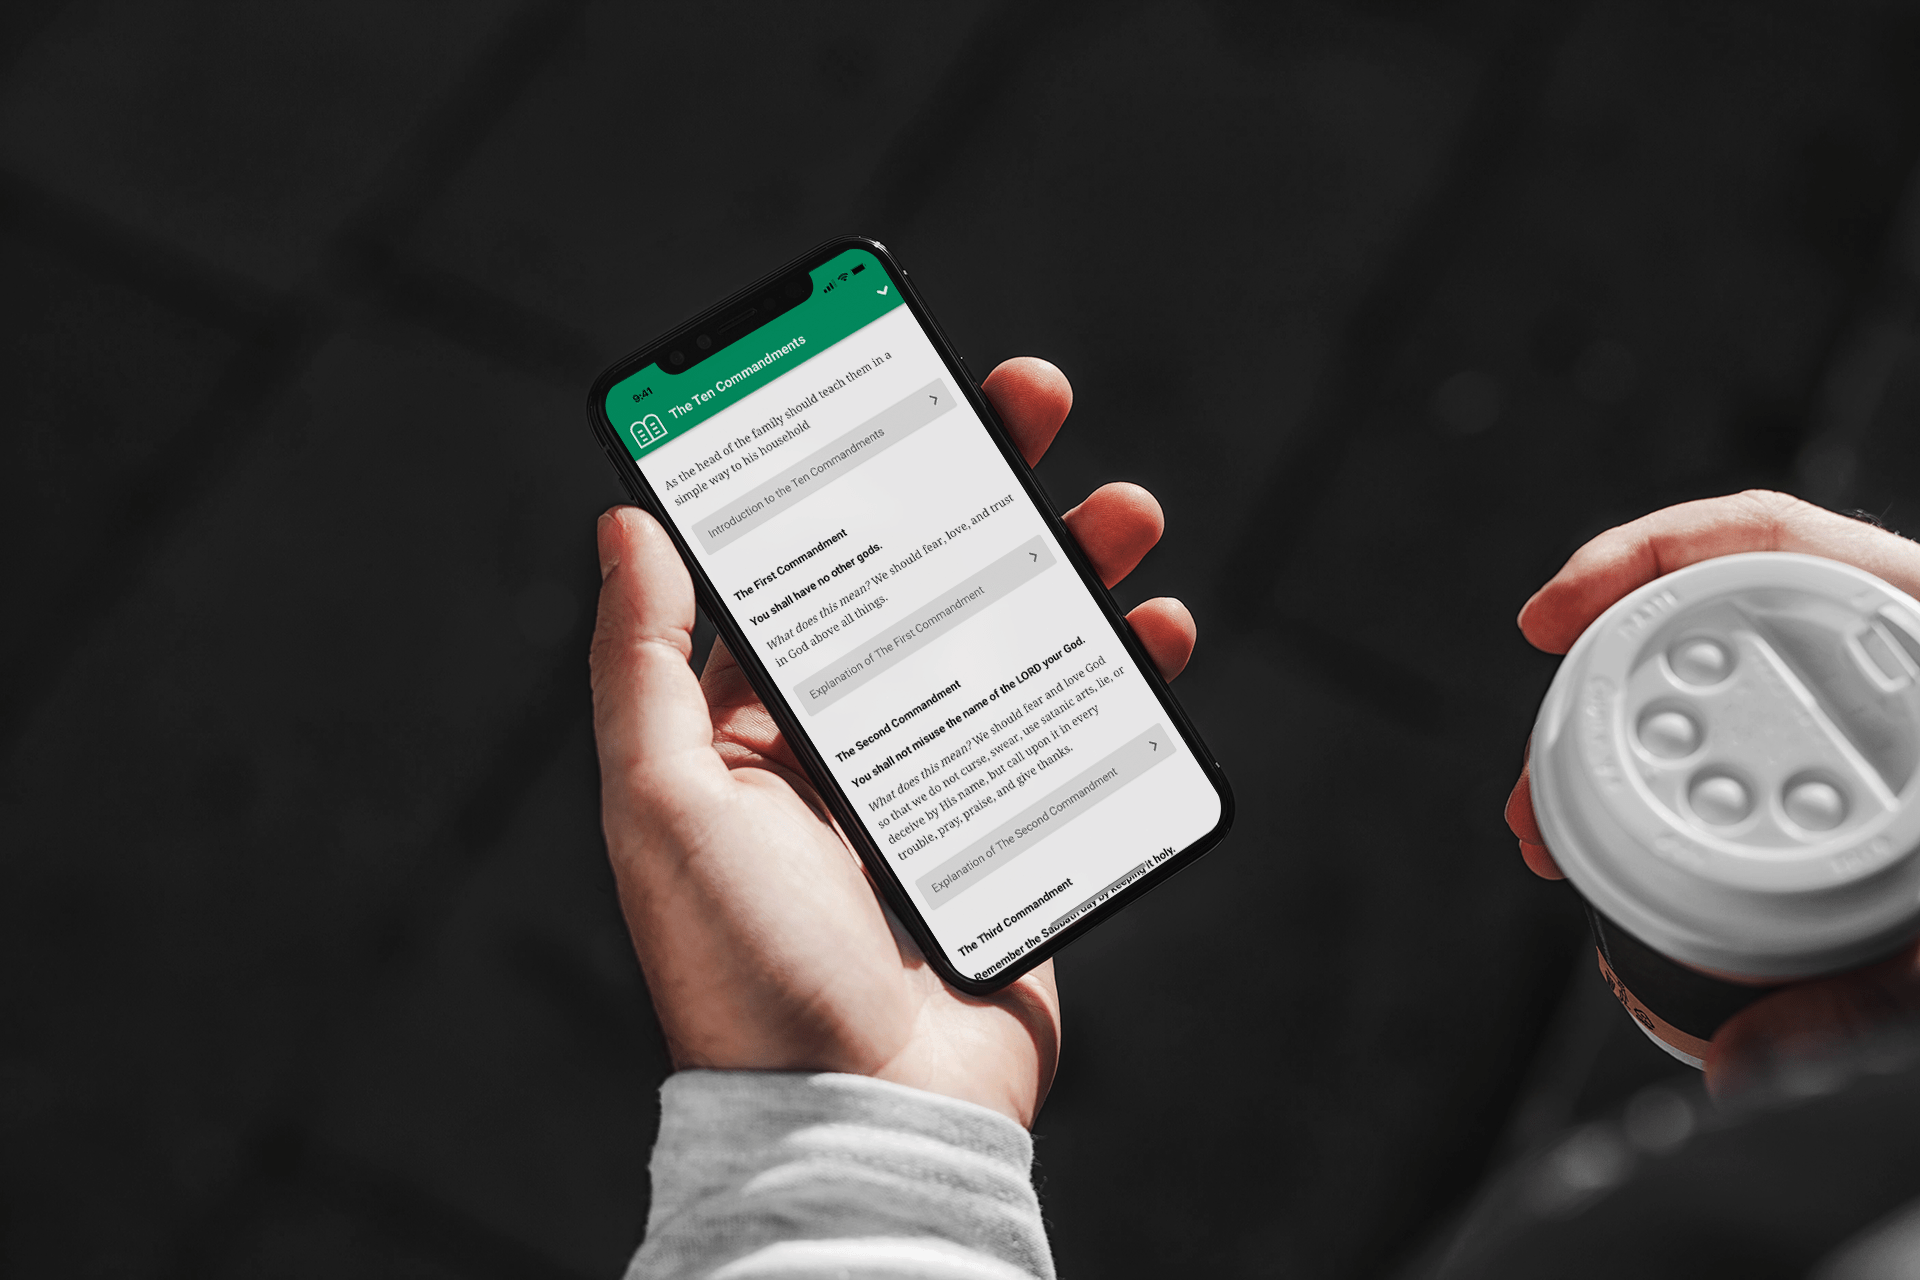 9:41
The Ten Commandments
As the head of the family should teach them in a
simple way to his household
Introduction to the Ten Commandments
The First Commandment
You shall have no other gods.
What does this mean? We should fear, love, and trust
in God above all things.
Explanation of The First Commandment
The Second Commandment
You shall not misuse the name of the LORD your God.
What does this mean? We should fear and love God
so that we do not curse, swear, use satanic arts, lie, or
deceive by His name, but call upon it in every
trouble, pray, praise, and give thanks.
Explanation of The Second Commandment
The Third Commandment
Remember the Sabbath day by keeping it holy.